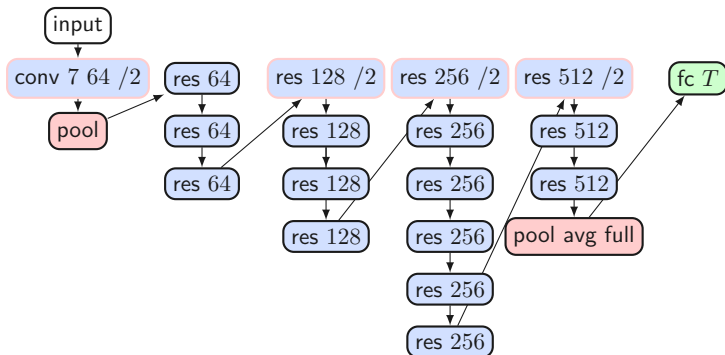 input
conv 7 64 /2
pool
res 64
res 64
res 64
res 128 /2
res 128
res 128
res 128
res 256 /2
res 256
res 256
res 256
res 256
res 256
res 512 /2
res 512
res 512
pool avg full
fc T